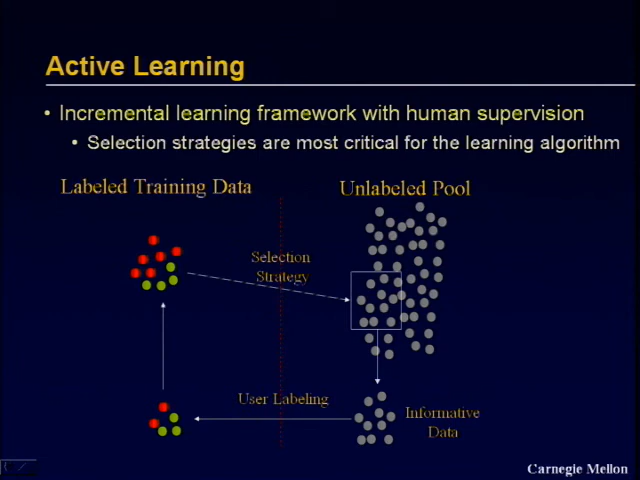 Active Learning
• Incremental learning framework with human supervision
• Selection strategies are most critical for the learning algorithm
Labeled Training Data
Unlabeled Pool
Selection
Strategy
User Labeling
Informative
Data
Carnegie Mellon